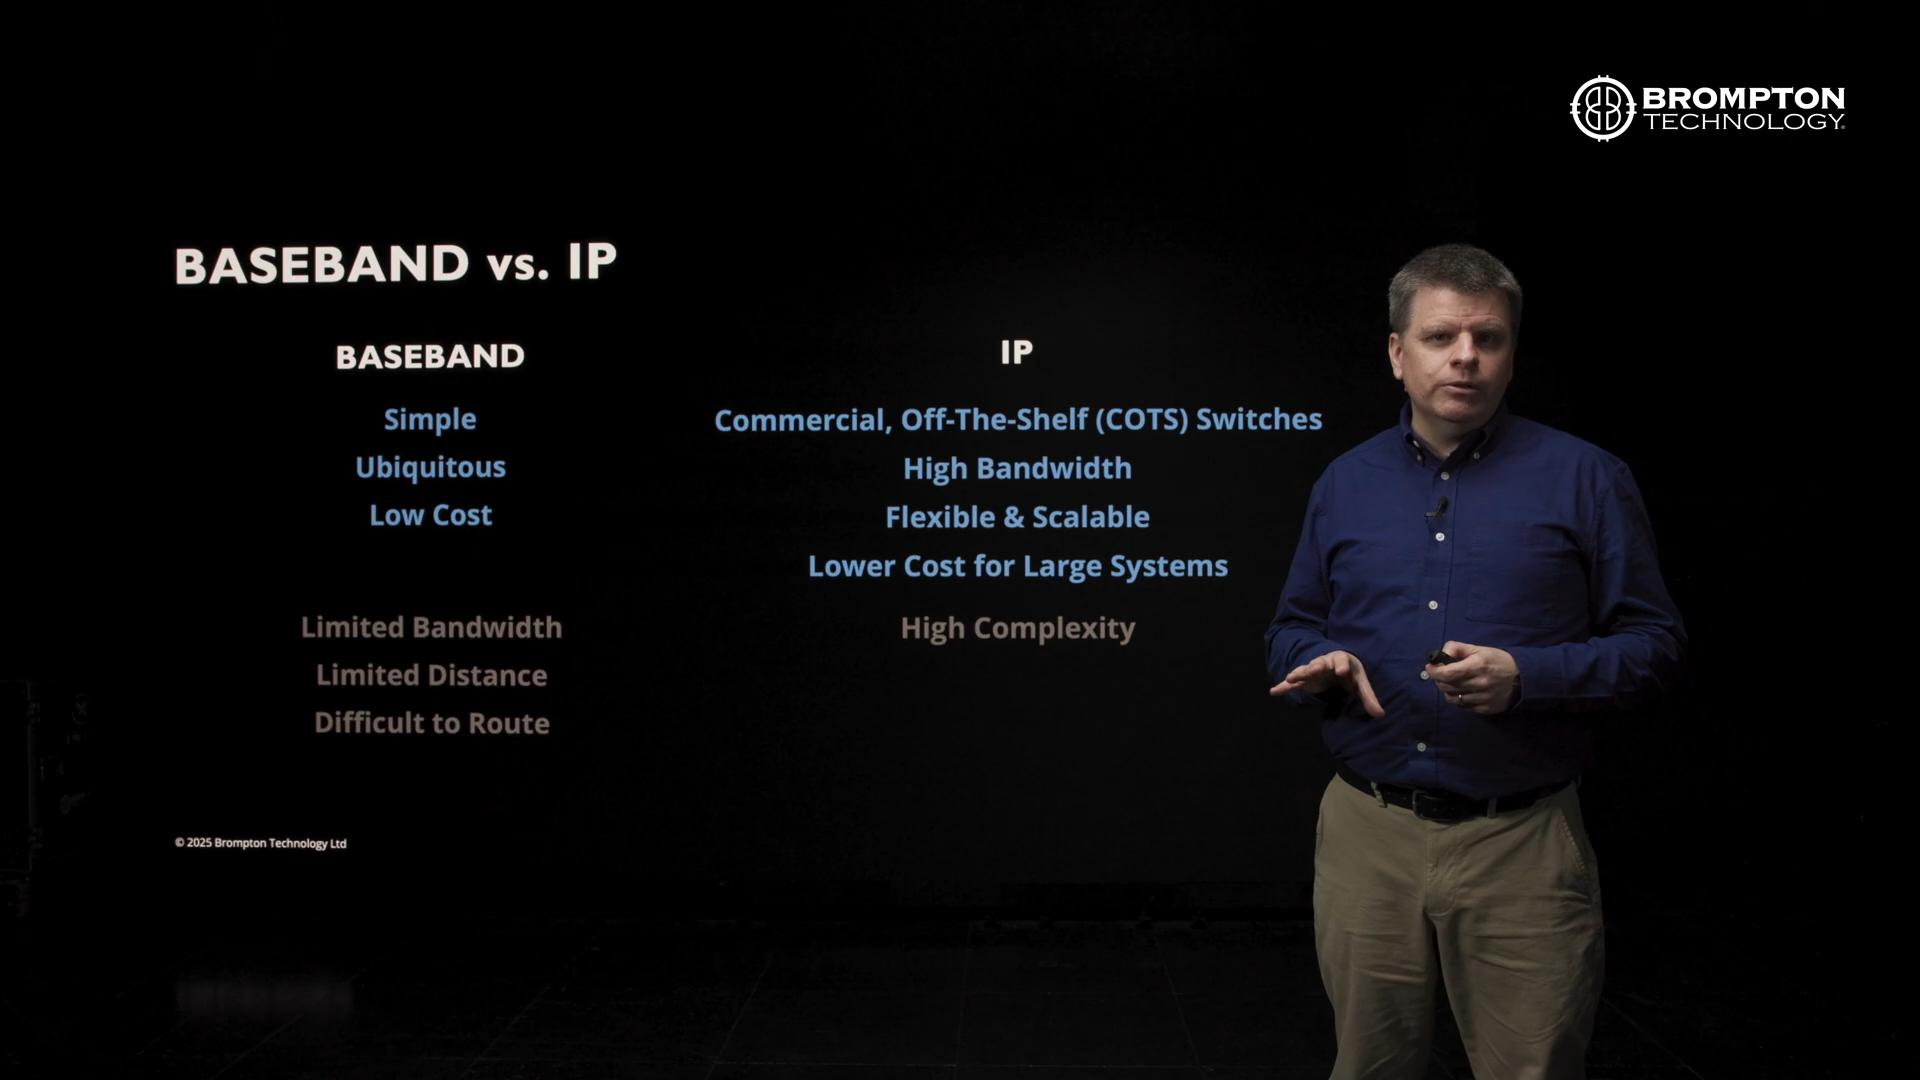 BROMPTON
TECHNOLOGY
BASEBAND vs. IP
BASEBAND
Simple
Ubiquitous
Low Cost
Limited Bandwidth
Limited Distance
Difficult to Route
IP
Commercial, Off-The-Shelf (COTS) Switches
High Bandwidth
Flexible & Scalable
Lower Cost for Large Systems
High Complexity
© 2025 Brompton Technology Ltd